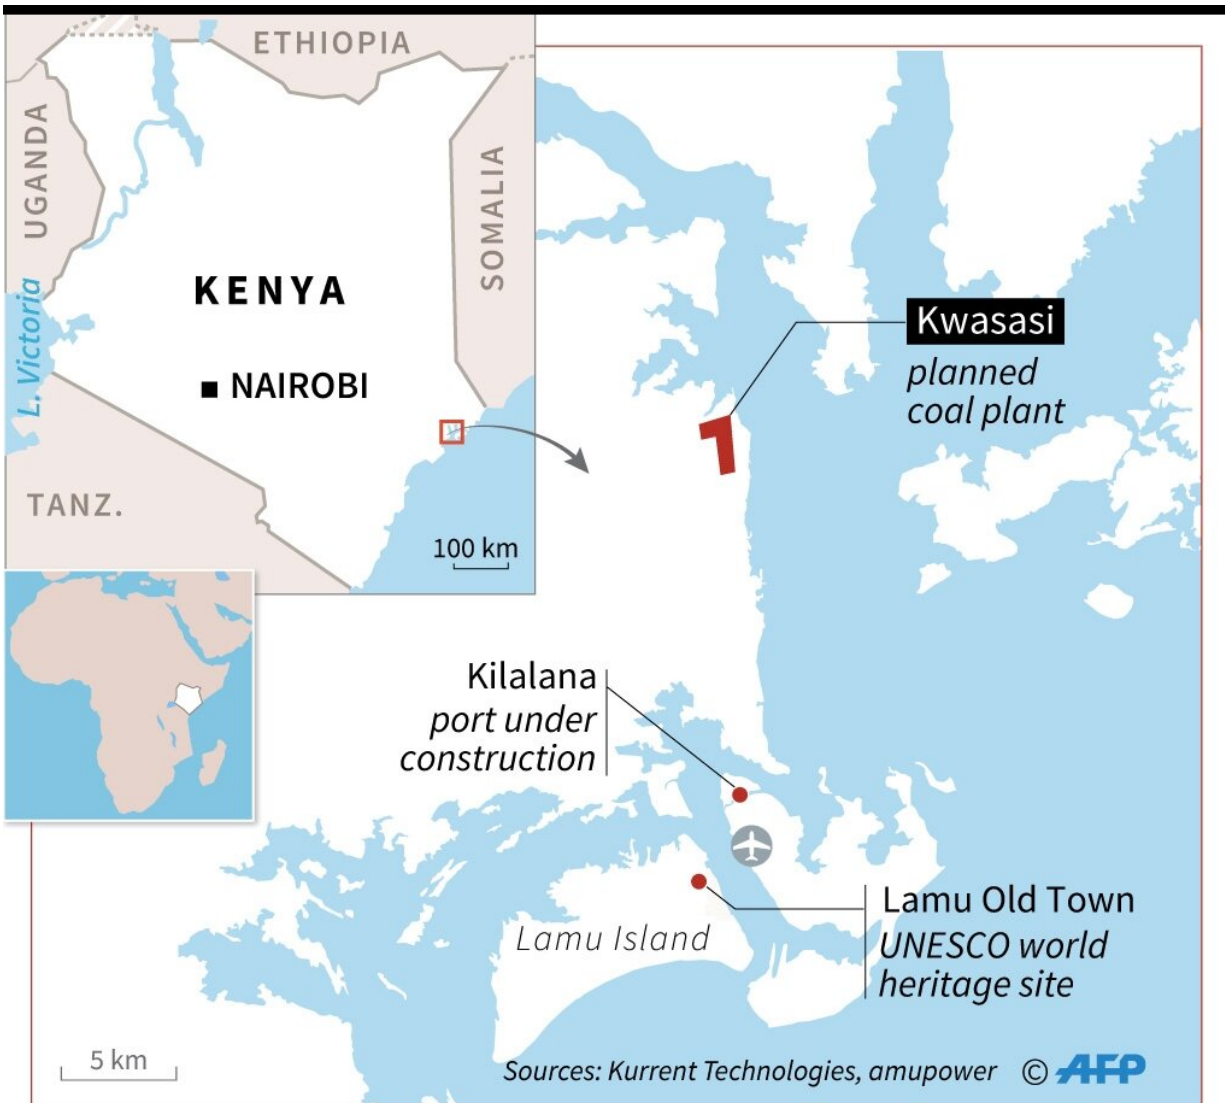 ETHIOPIA
UGANDA
SOMALIA
KENYA
L. Victoria
NAIROBI
TANZ.
100 km
Kwasasi
planned
coal plant
Kilalana
port under
construction
Lamu Old Town
UNESCO world
heritage site
Lamu Island
5 km
Sources: Kurrent Technologies, amupower © AFP